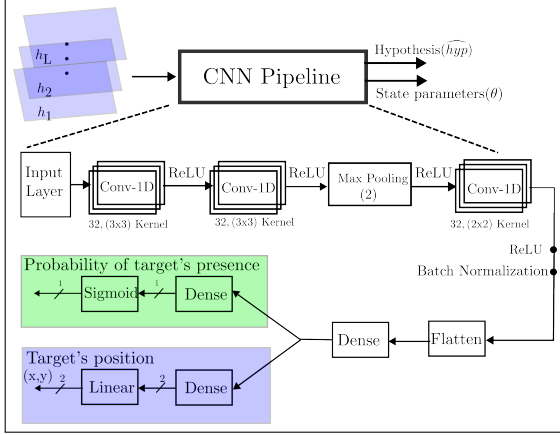 h_L
h_2
h_1
CNN Pipeline
Hypothesis(\widehat{hyp})
State parameters(θ)
Input
Layer
Conv-1D
32, (3x3) Kernel
ReLU
Conv-1D
32, (3x3) Kernel
ReLU
Max Pooling
(2)
ReLU
Conv-1D
32, (2x2) Kernel
ReLU
Batch Normalization
Flatten
Dense
Probability of target's presence
1
Sigmoid
1
Dense
Target's position
(x,y)
2
Linear
2
Dense